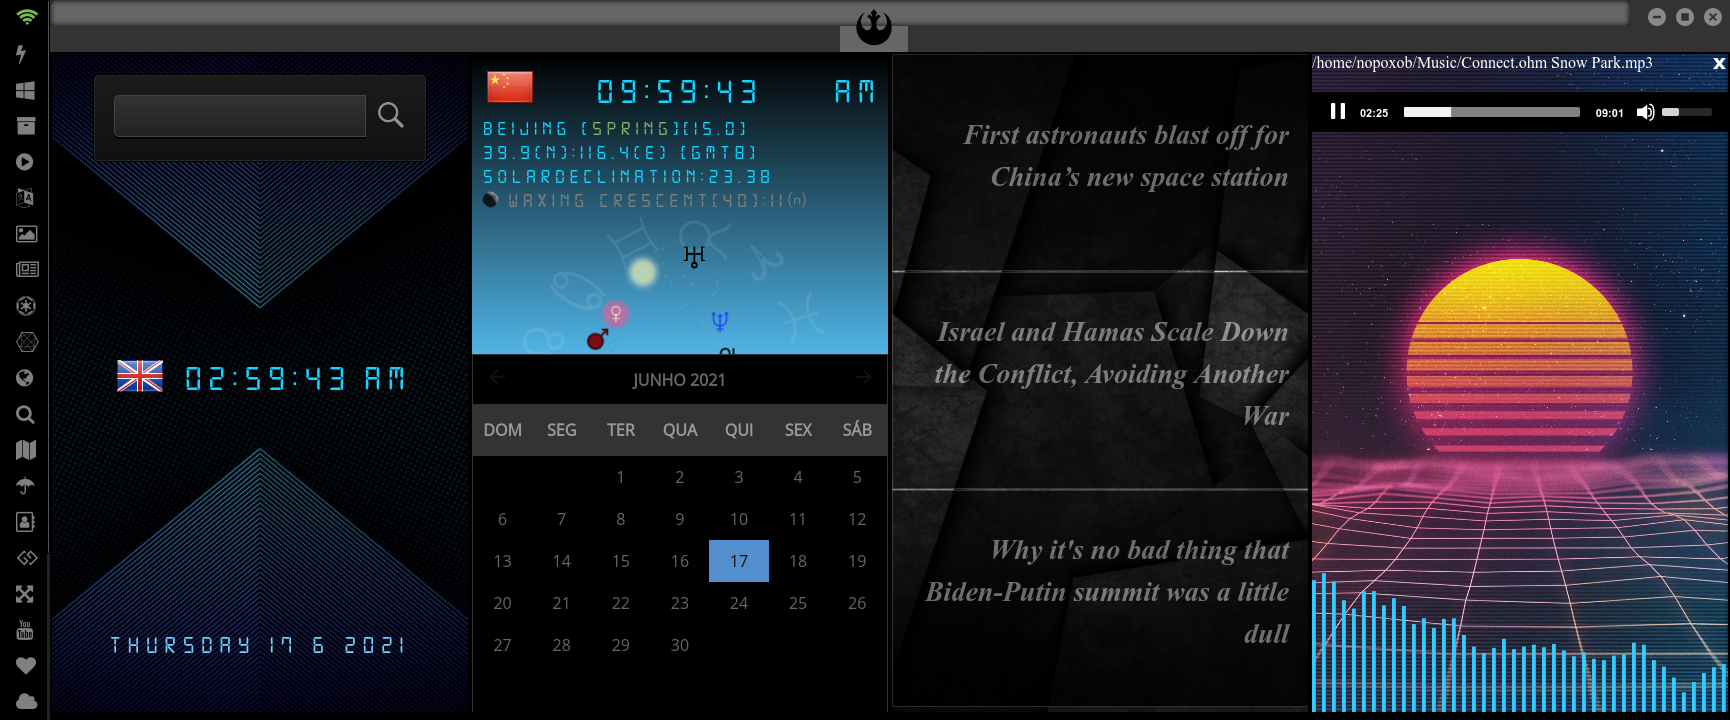 02:59:43 AM
THURSDAY 17 6 2021
09:59:43 AM
BEIJING (SPRING)(15.0)
39.9(N):116.4(E) (GMT8)
SOLARDECLINATION:23.38
WAXING CRESCENT(40):11(n)
JUNHO 2021
DOM SEG TER QUA QUI SEX SÁB
1 2 3 4 5
6 7 8 9 10 11 12
13 14 15 16 17 18 19
20 21 22 23 24 25 26
27 28 29 30
First astronauts blast off for
China’s new space station
Israel and Hamas Scale Down
the Conflict, Avoiding Another
War
Why it's no bad thing that
Biden-Putin summit was a little
dull
/home/nopoxob/Music/Connect.ohm Snow Park.mp3 x
02:25 09:01
You
Tube